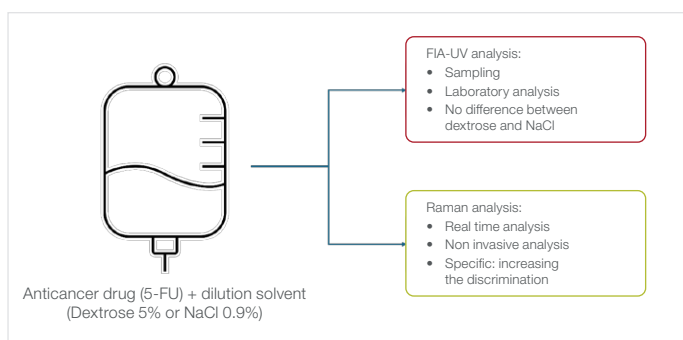 FIA-UV analysis:
• Sampling
• Laboratory analysis
• No difference between
dextrose and NaCl
Raman analysis:
• Real time analysis
• Non invasive analysis
• Specific: increasing
the discrimination
Anticancer drug (5-FU) + dilution solvent
(Dextrose 5% or NaCl 0.9%)